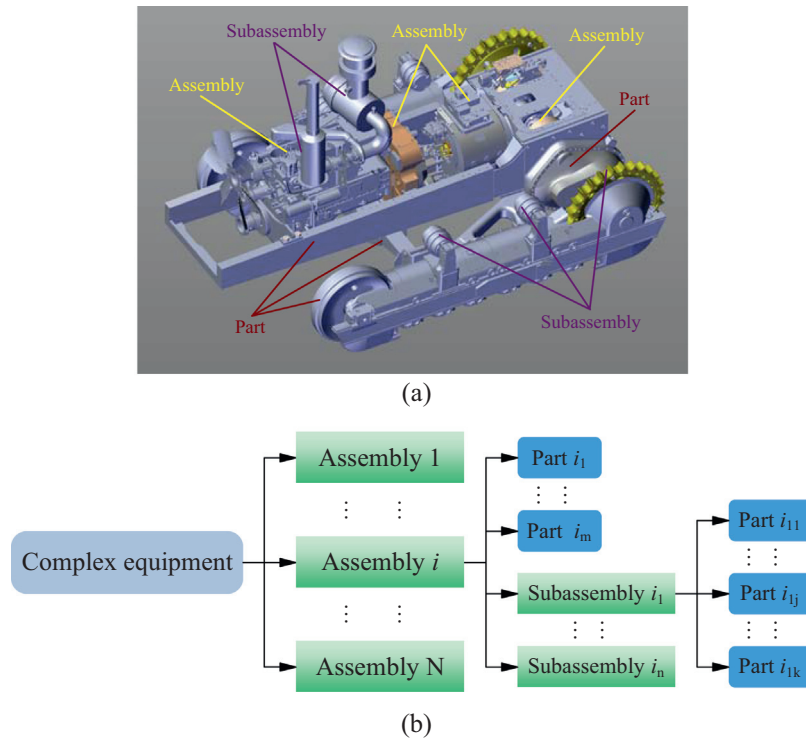 Subassembly
Assembly
Assembly
Assembly
Part
Part
Subassembly
(a)
Assembly 1
Part i₁
Part i₁₁
Part iₘ
Complex equipment
Assembly i
Subassembly i₁
Part i₁ⱼ
Assembly N
Subassembly iₙ
Part i₁ₖ
(b)